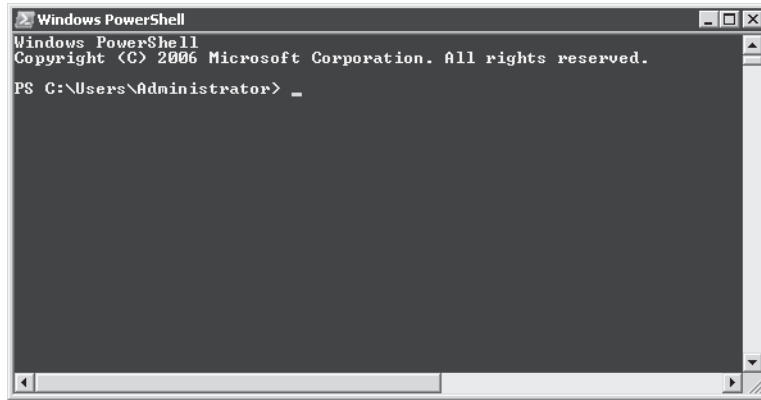 Windows PowerShell
Windows PowerShell
Copyright (C) 2006 Microsoft Corporation. All rights reserved.
PS C:\Users\Administrator> _